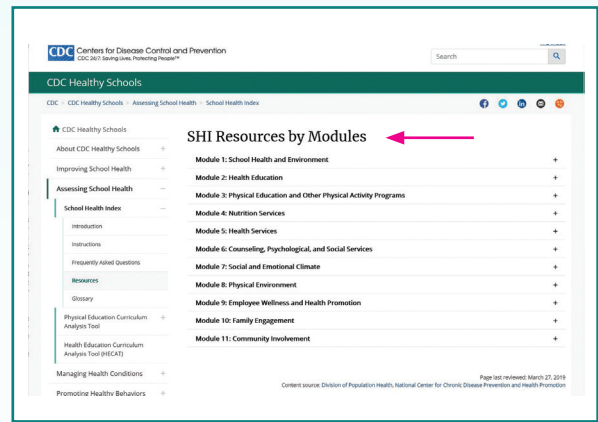 CDC Centers for Disease Control and Prevention
CDC 24/7: Saving Lives, Protecting People™
Search
CDC Healthy Schools
CDC > CDC Healthy Schools > Assessing School Health > School Health Index
CDC Healthy Schools
About CDC Healthy Schools +
Improving School Health +
Assessing School Health –
School Health Index –
Introduction
Instructions
Frequently Asked Questions
Resources
Glossary
Physical Education Curriculum +
Analysis Tool
Health Education Curriculum
Analysis Tool (HECAT)
Managing Health Conditions +
Promoting Healthy Behaviors +
SHI Resources by Modules
Module 1: School Health and Environment +
Module 2: Health Education +
Module 3: Physical Education and Other Physical Activity Programs +
Module 4: Nutrition Services +
Module 5: Health Services +
Module 6: Counseling, Psychological, and Social Services +
Module 7: Social and Emotional Climate +
Module 8: Physical Environment +
Module 9: Employee Wellness and Health Promotion +
Module 10: Family Engagement +
Module 11: Community Involvement +
Page last reviewed: March 27, 2019
Content source: Division of Population Health, National Center for Chronic Disease Prevention and Health Promotion